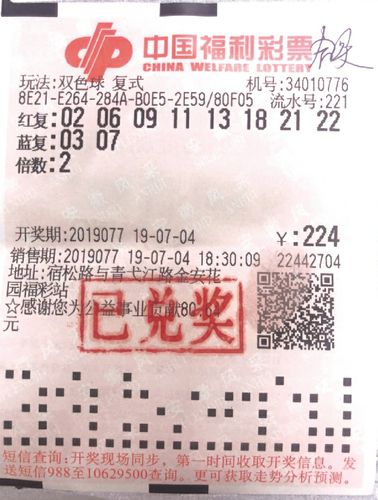 中国福利彩票
CHINA WELFARE LOTTERY
玩法:双色球 复式 机号:34010776
8E21-E264-284A-B0E5-2E59/80F05 流水号:221
红复:02 06 09 11 13 18 21 22
蓝复:03 07
倍数:2
开奖期:2019077 19-07-04 ¥:224
销售期:2019077 19-07-04 18:30:09 22442704
地址:宿松路与青弋江路金安花
园福彩站
☆感谢您为公益事业贡献80.64
元
已兑奖
短信查询:开奖现场同步,第一时间收取开奖信息。发
送短信988至10629500查询。更可获取走势分析预测。